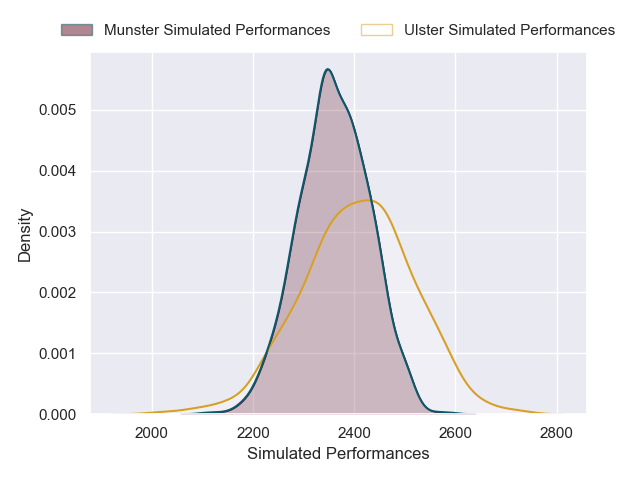 Munster Simulated Performances Ulster Simulated Performances
0.005
0.004
0.003
0.002
0.001
0.000
Density
2000 2200 2400 2600 2800
Simulated Performances